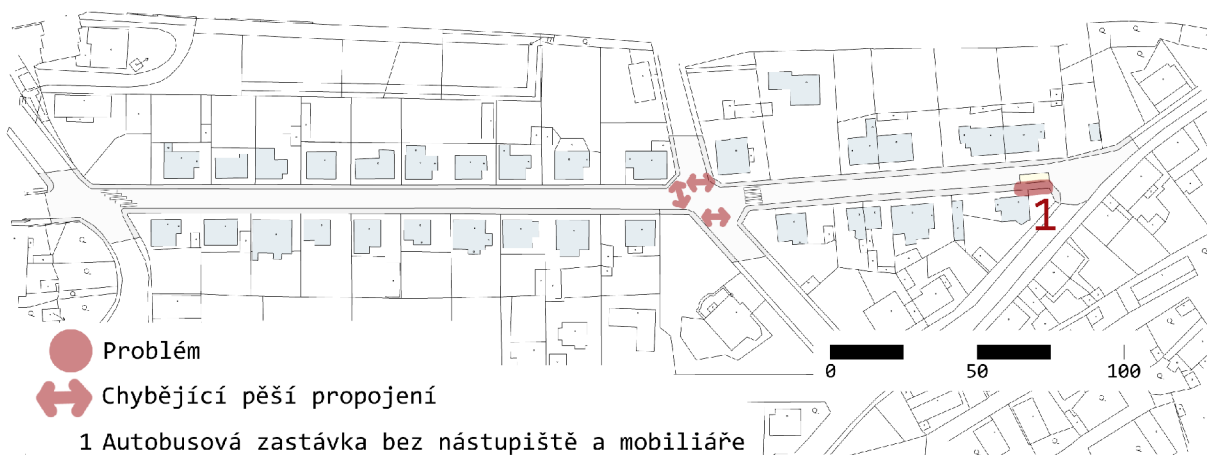 1
Problém
Chybějící pěší propojení
1 Autobusová zastávka bez nástupiště a mobiliáře
0 50 100